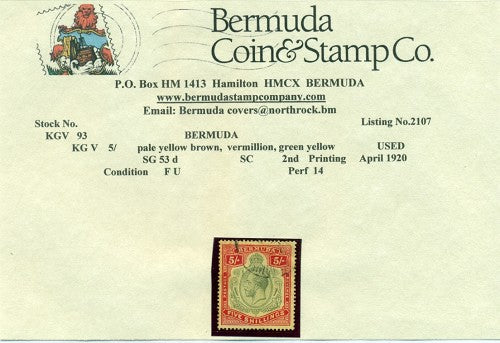 Bermuda
Coin&Stamp Co.
P.O. Box HM 1413 Hamilton HMCX BERMUDA
www.bermudastampcompany.com
Email: Bermuda covers@northrock.bm
Stock No. Listing No.2107
KGV 93 BERMUDA
KG V 5/ pale yellow brown, vermillion, green yellow USED
SG 53 d SC 2nd Printing April 1920
Condition F U Perf 14
BERMUDA
5/- 5/-
FIVE SHILLINGS